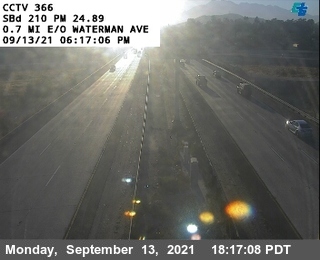 CCTV 366
SBd 210 PM 24.89
0.7 MI E/O WATERMAN AVE
09/13/21 06:17:06 PM
Monday, September 13, 2021 18:17:08 PDT